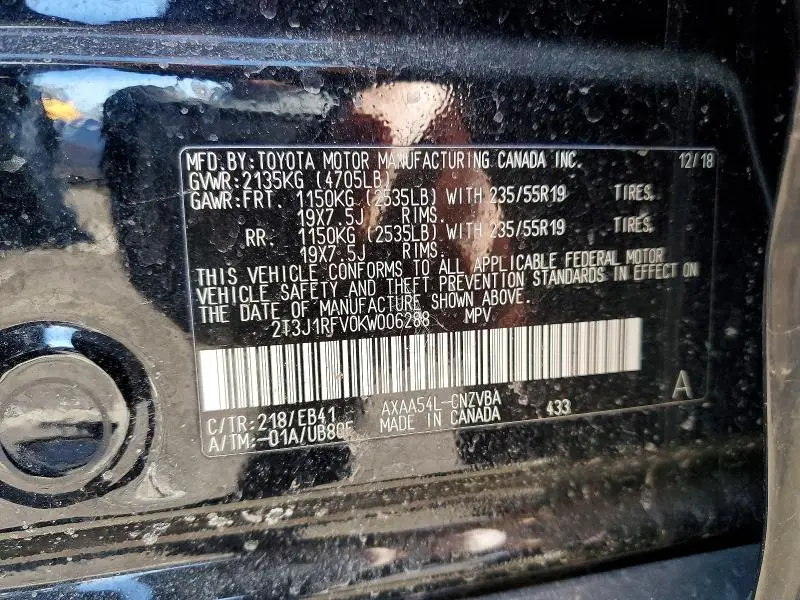 MFD. BY: TOYOTA MOTOR MANUFACTURING CANADA INC. 12/18
GVWR: 2135KG (4705LB)
GAWR: FRT. 1150KG (2535LB) WITH 235/55R19 TIRES,
19X7.5J RIMS.
RR. 1150KG (2535LB) WITH 235/55R19 TIRES,
19X7.5J RIMS.
THIS VEHICLE CONFORMS TO ALL APPLICABLE FEDERAL MOTOR
VEHICLE SAFETY AND THEFT PREVENTION STANDARDS IN EFFECT ON
THE DATE OF MANUFACTURE SHOWN ABOVE.
2T3J1RFV0KW006288 MPV
A
C/TR: 218/EB41 AXAA54L-CNZVBA 433
A/TM: -01A/UB80F MADE IN CANADA